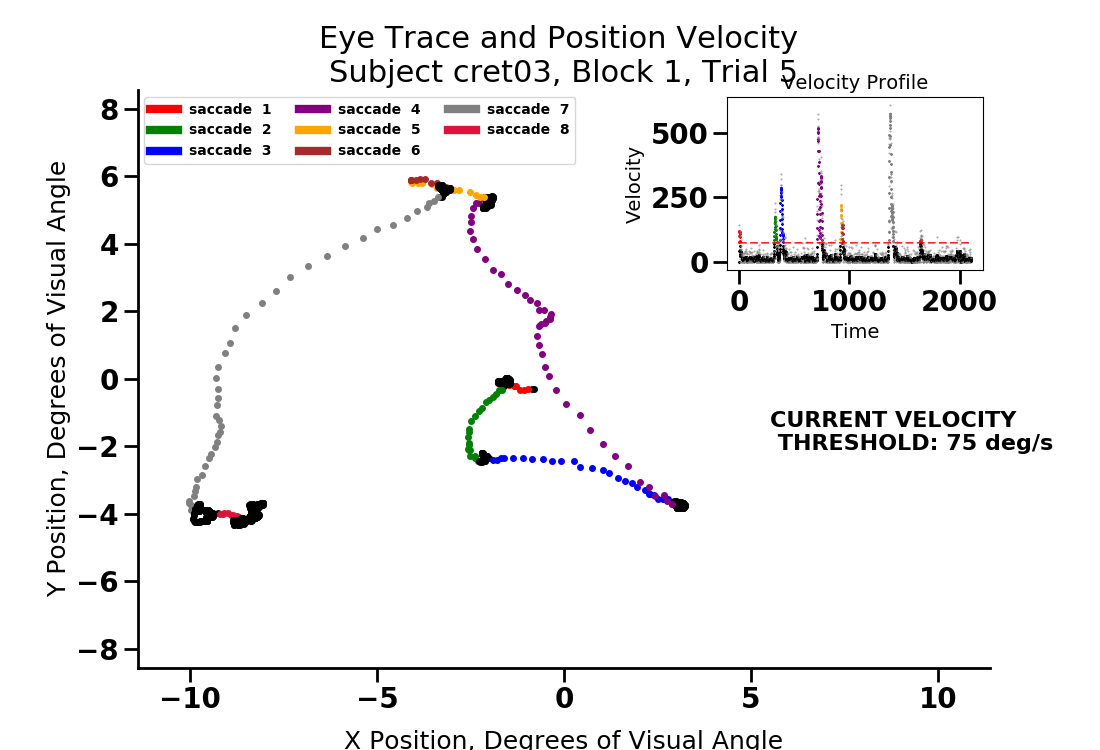 Eye Trace and Position Velocity
Subject cret03, Block 1, Trial 5
Velocity Profile
saccade 1
saccade 2
saccade 3
saccade 4
saccade 5
saccade 6
saccade 7
saccade 8
500
250
0
Velocity
0 1000 2000
Time
CURRENT VELOCITY
THRESHOLD: 75 deg/s
8
6
4
2
0
−2
−4
−6
−8
Y Position, Degrees of Visual Angle
−10 −5 0 5 10
X Position, Degrees of Visual Angle